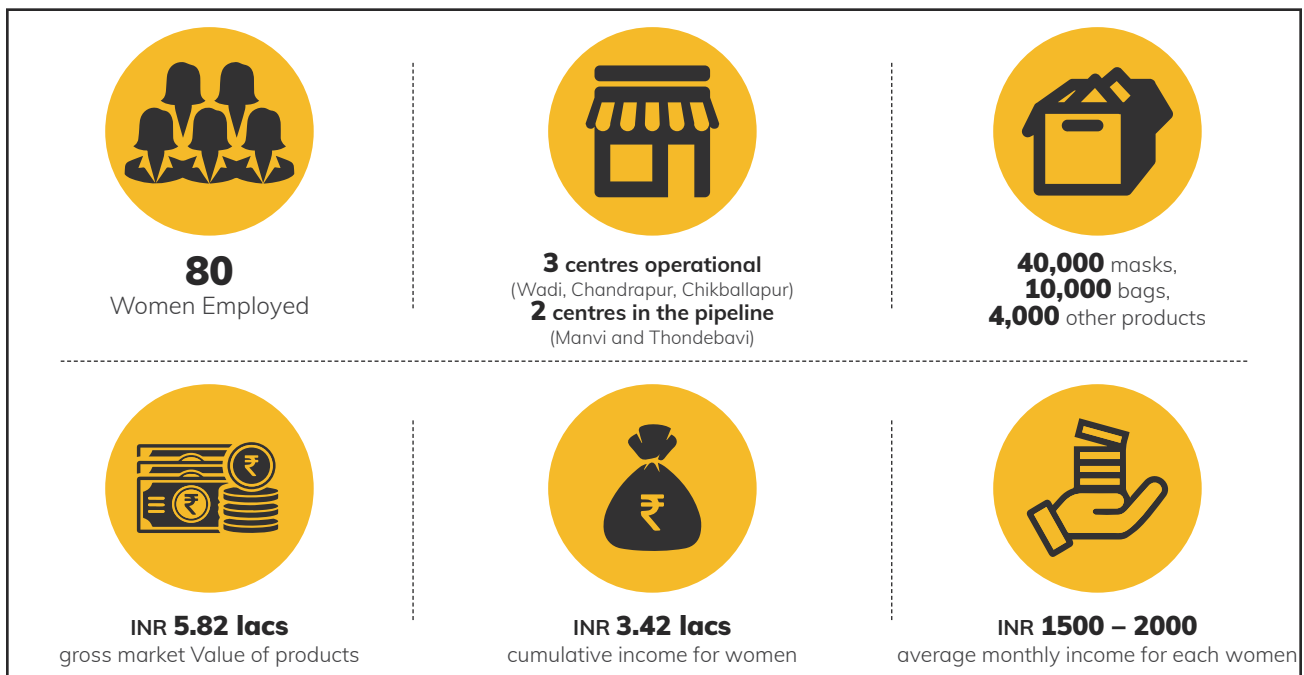 80
Women Employed
3 centres operational
(Wadi, Chandrapur, Chikballapur)
2 centres in the pipeline
(Manvi and Thondebavi)
40,000 masks,
10,000 bags,
4,000 other products
₹
₹
INR 5.82 lacs
gross market Value of products
₹
INR 3.42 lacs
cumulative income for women
INR 1500 – 2000
average monthly income for each women